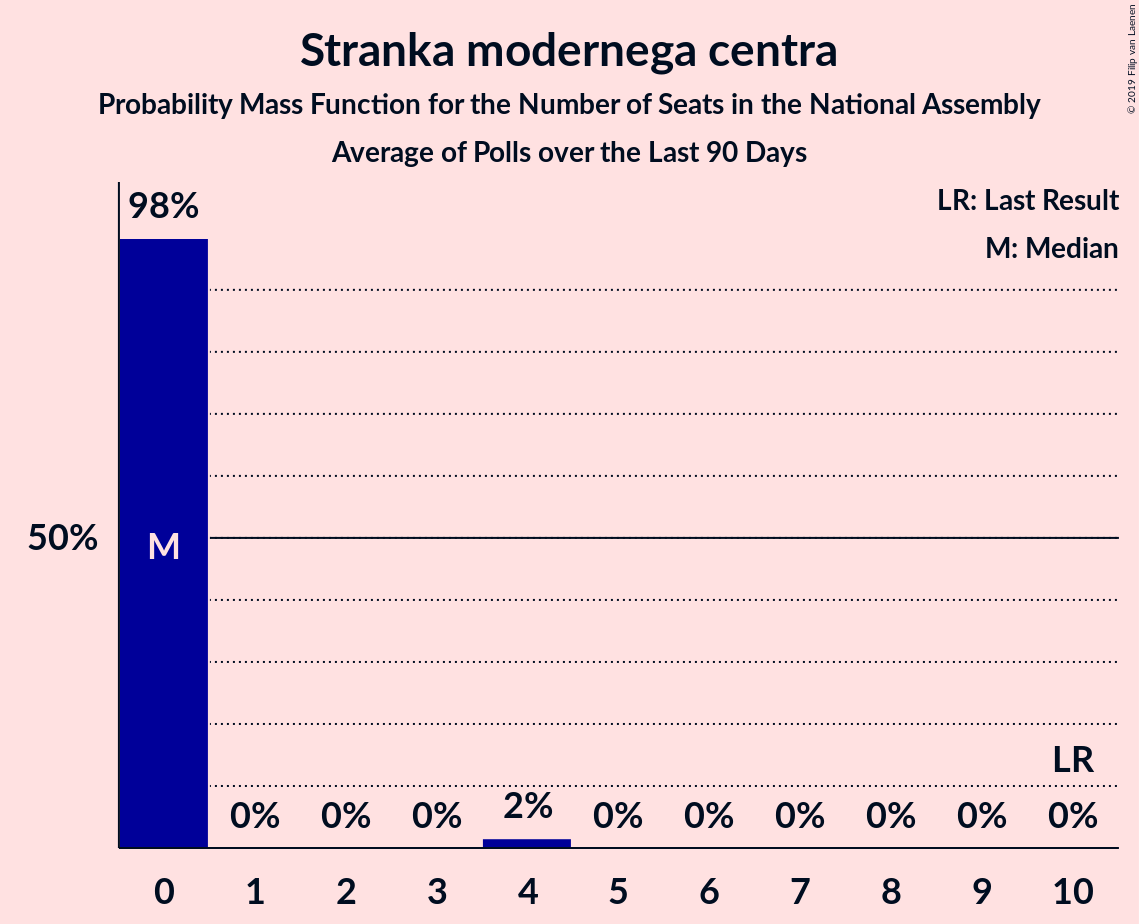 Stranka modernega centra
Probability Mass Function for the Number of Seats in the National Assembly
Average of Polls over the Last 90 Days
© 2019 Filip van Laenen
LR: Last Result
M: Median
98%
50%
M
LR
0% 0% 0% 2% 0% 0% 0% 0% 0% 0%
0 1 2 3 4 5 6 7 8 9 10